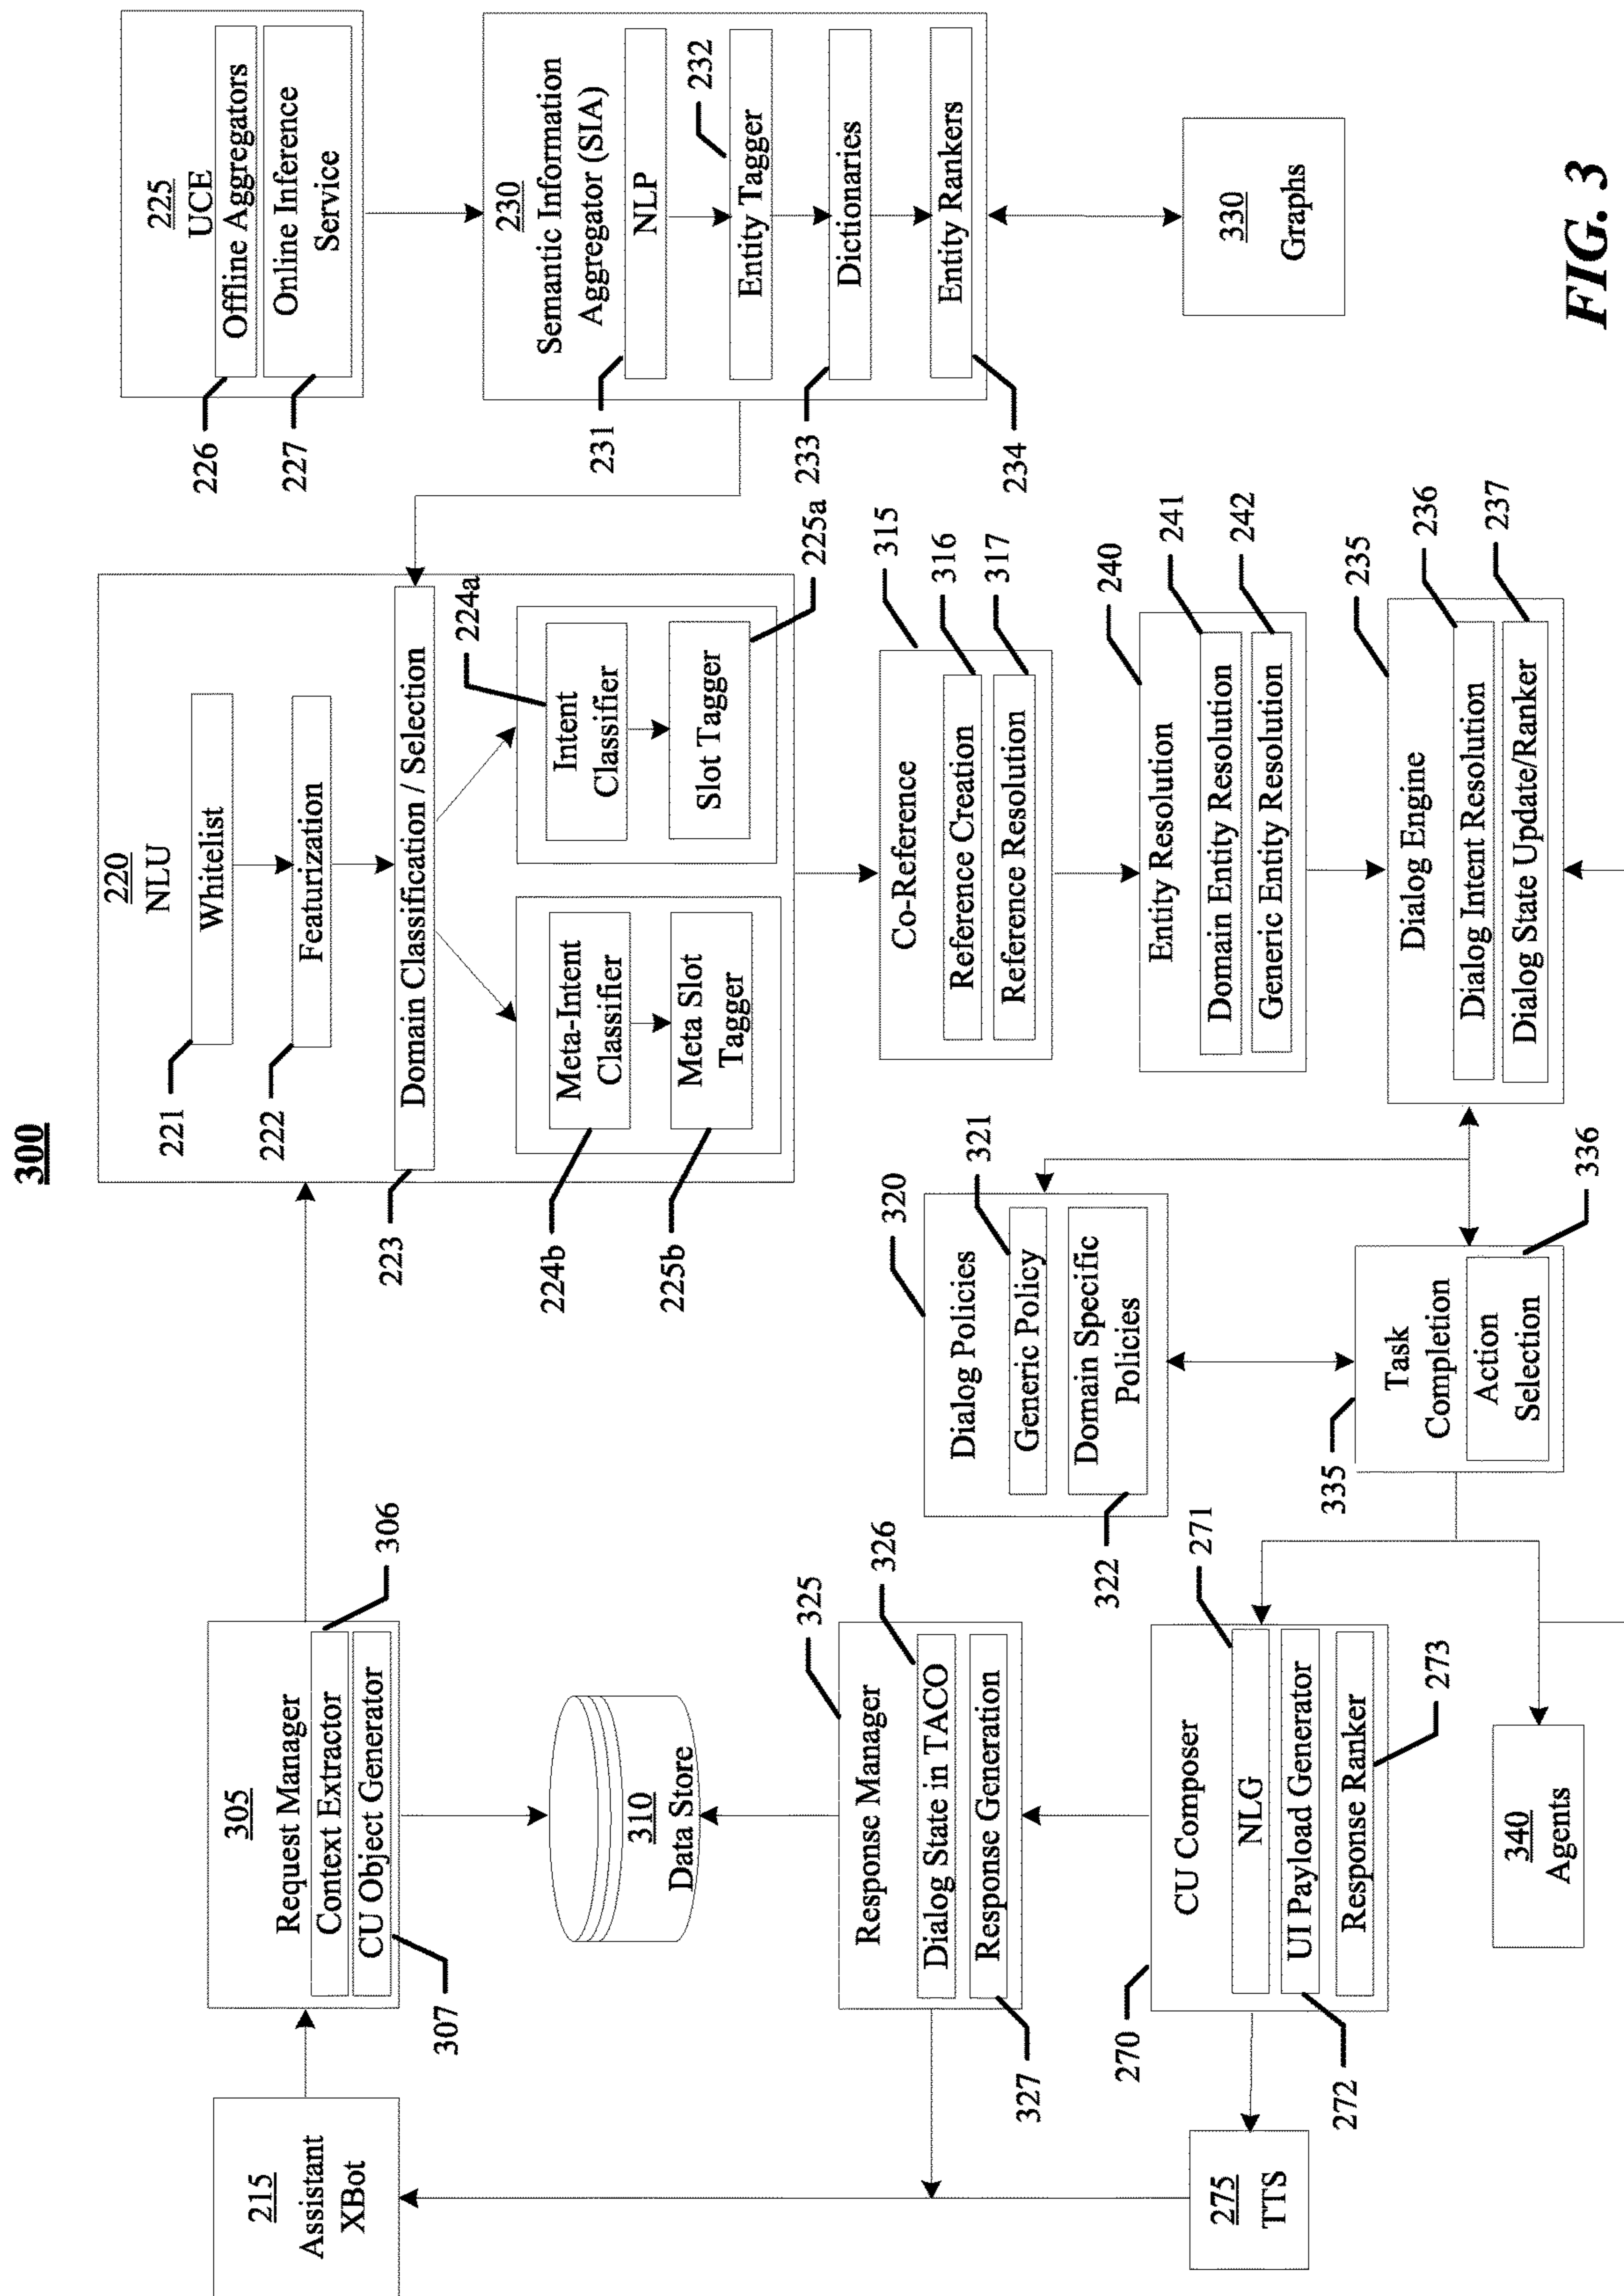 300
215
Assistant
XBot
305
Request Manager
Context Extractor
CU Object Generator
306
307
310
Data Store
220
NLU
Whitelist
221
Featurization
222
Domain Classification / Selection
223
Meta-Intent
Classifier
224b
Meta Slot
Tagger
225b
Intent
Classifier
224a
Slot Tagger
225a
225
UCE
Offline Aggregators
Online Inference
Service
226
227
230
Semantic Information
Aggregator (SIA)
NLP
231
Entity Tagger
232
Dictionaries
233
Entity Rankers
234
330
Graphs
Co-Reference
Reference Creation
Reference Resolution
315
316
317
Entity Resolution
Domain Entity Resolution
Generic Entity Resolution
240
241
242
Dialog Engine
Dialog Intent Resolution
Dialog State Update/Ranker
235
236
237
Dialog Policies
Generic Policy
Domain Specific
Policies
320
321
322
Task
Completion
Action
Selection
335
336
Response Manager
Dialog State in TACO
Response Generation
325
326
327
CU Composer
NLG
UI Payload Generator
Response Ranker
270
271
272
273
275
TTS
340
Agents
FIG. 3